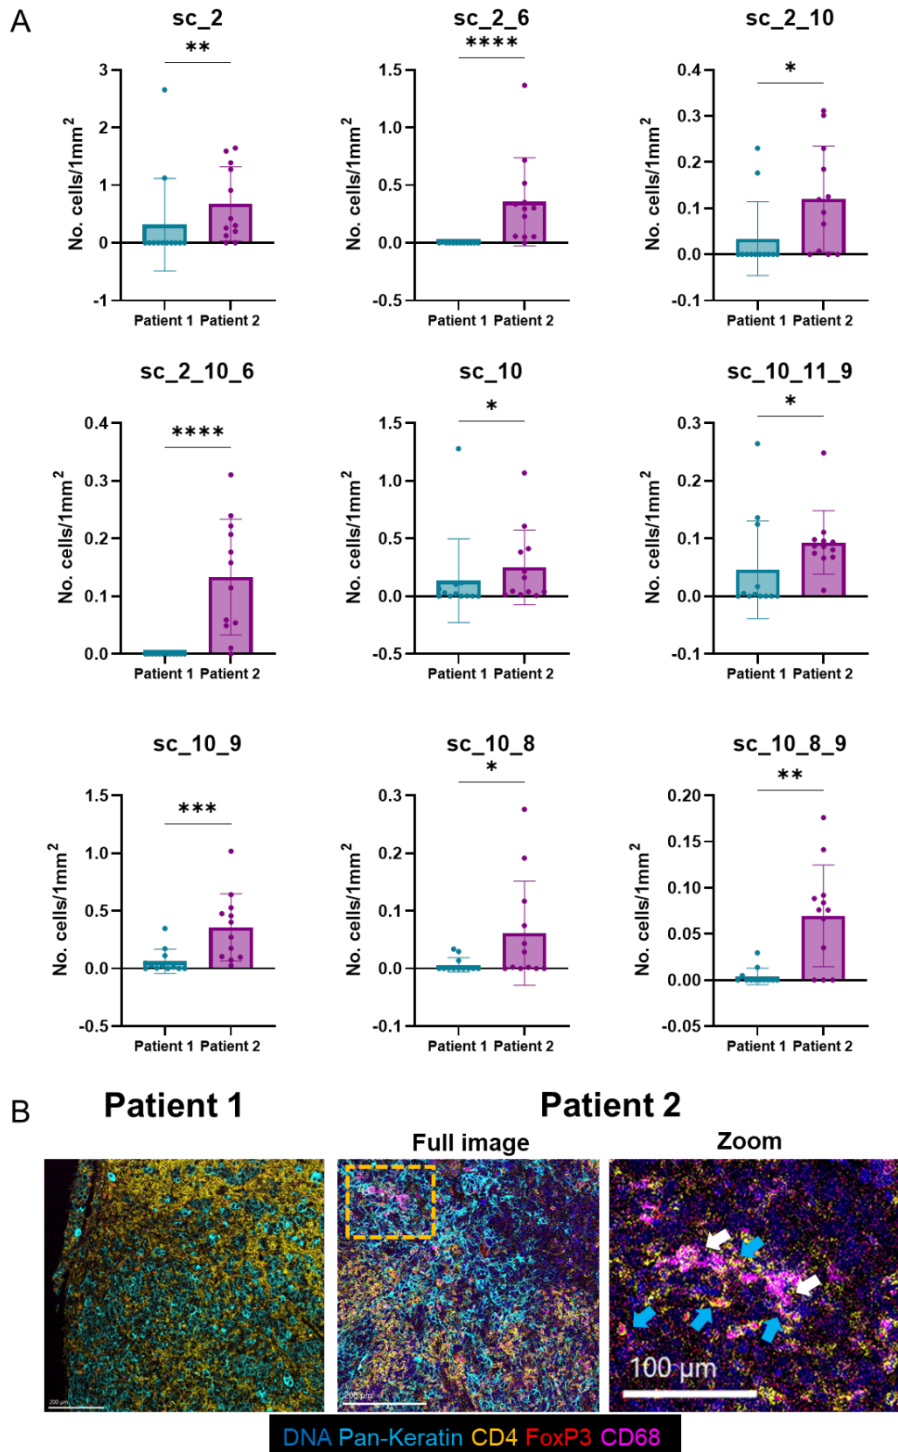 A
sc_2
**
No. cells/1mm²
3
2
1
0
-1
Patient 1 Patient 2
sc_2_6
****
No. cells/1mm²
1.5
1.0
0.5
0.0
-0.5
Patient 1 Patient 2
sc_2_10
*
No. cells/1mm²
0.4
0.3
0.2
0.1
0.0
-0.1
Patient 1 Patient 2
sc_2_10_6
****
No. cells/1mm²
0.4
0.3
0.2
0.1
0.0
Patient 1 Patient 2
sc_10
*
No. cells/1mm²
1.5
1.0
0.5
0.0
-0.5
Patient 1 Patient 2
sc_10_11_9
*
No. cells/1mm²
0.3
0.2
0.1
0.0
-0.1
Patient 1 Patient 2
sc_10_9
***
No. cells/1mm²
1.5
1.0
0.5
0.0
-0.5
Patient 1 Patient 2
sc_10_8
*
No. cells/1mm²
0.3
0.2
0.1
0.0
-0.1
Patient 1 Patient 2
sc_10_8_9
**
No. cells/1mm²
0.20
0.15
0.10
0.05
0.00
-0.05
Patient 1 Patient 2
B
Patient 1
Patient 2
Full image
Zoom
200 µm
200 µm
100 µm
DNA Pan-Keratin CD4 FoxP3 CD68